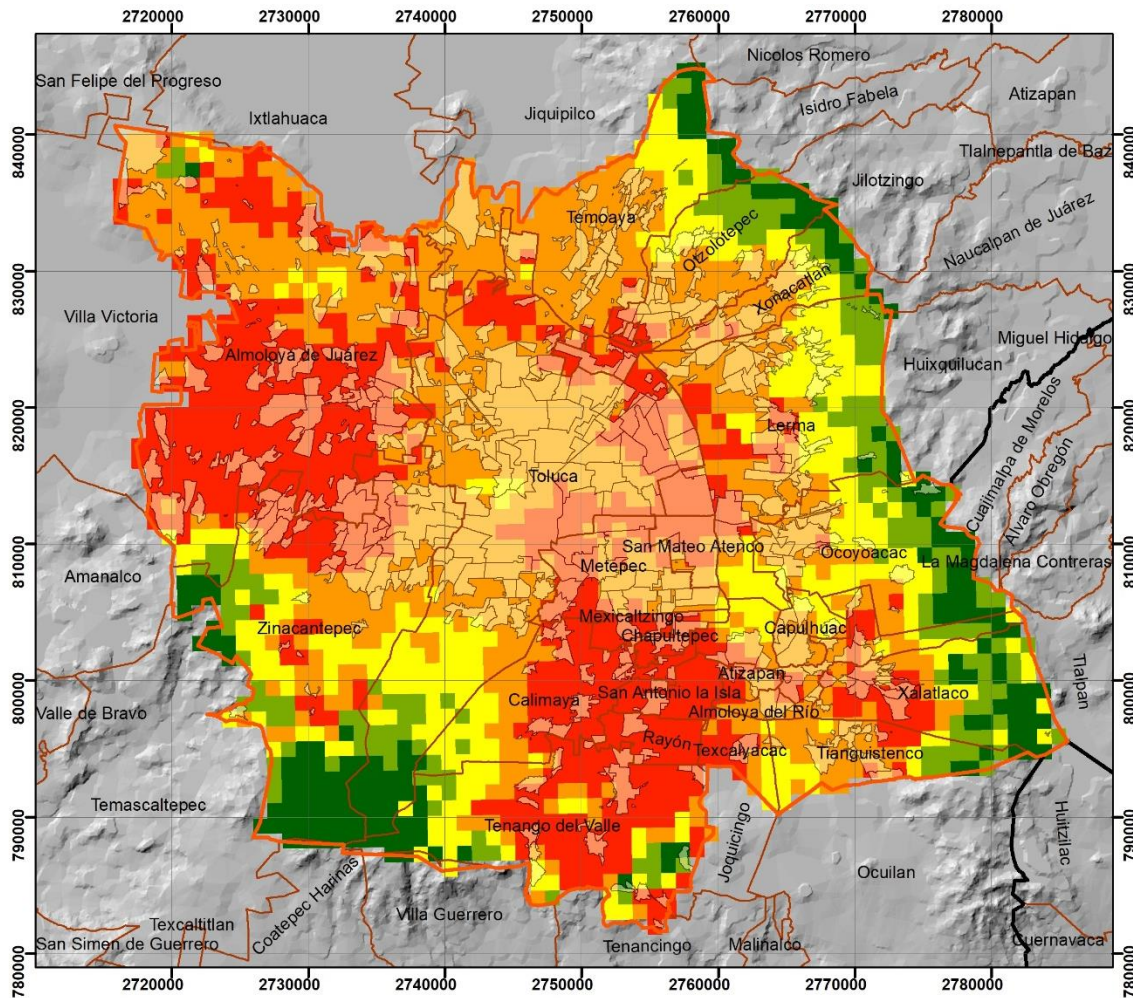 2720000 2730000 2740000 2750000 2760000 2770000 2780000
Nicolos Romero
San Felipe del Progreso
Isidro Fabela
Atizapan
Ixtlahuaca
Jiquipilco
840000
840000
Tlalnepantla de Baz
Jilotzingo
Temoaya
Otzolotepec
Naucalpan de Juárez
830000
830000
Xonacatlán
Villa Victoria
Miguel Hidalgo
Almoloya de Juárez
Huixquilucan
820000
820000
Lerma
Cuajimalpa de Morelos
Alvaro Obregón
Toluca
810000
810000
San Mateo Atenco
Ocoyoacac
La Magdalena Contreras
Metepec
Amanalco
Mexicaltzingo
Zinacantepec
Chapultepec
Capulhuac
Tlalpan
Atizapan
800000
800000
Calimaya
San Antonio la Isla
Xalatlaco
Valle de Bravo
Almoloya del Río
Rayón
Texcalyacac
Tianguistenco
Temascaltepec
Huitzilac
790000
790000
Tenango del Valle
Joquicingo
Ocuilan
Coatepec Harinas
Villa Guerrero
Texcaltitlan
San Simen de Guerrero
Tenancingo
Malinalco
Cuernavaca
780000
780000
2720000 2730000 2740000 2750000 2760000 2770000 2780000